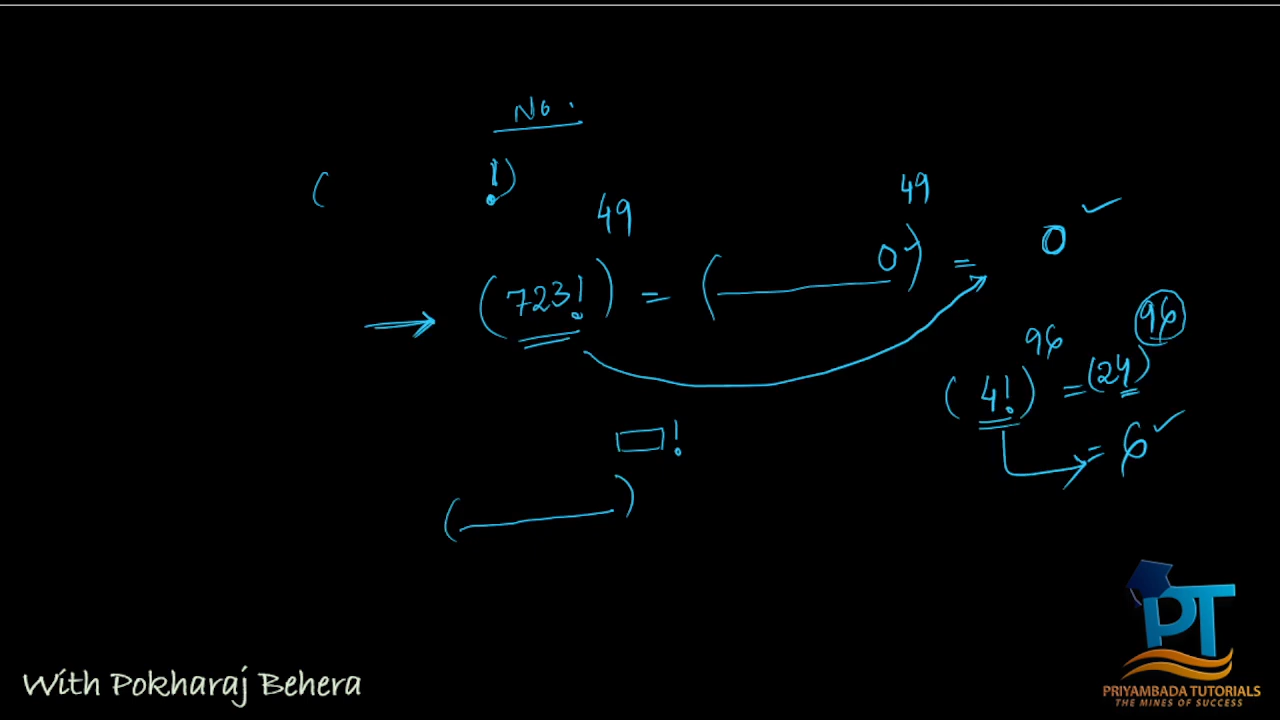 No.
( !)
(723!)^49 = (0)^49 = 0 ✓
(4!)^96 = (24)^96
= 6 ✓
▭!
( )
With Pokharaj Behera
PT
PRIYAMBADA TUTORIALS
THE MINES OF SUCCESS